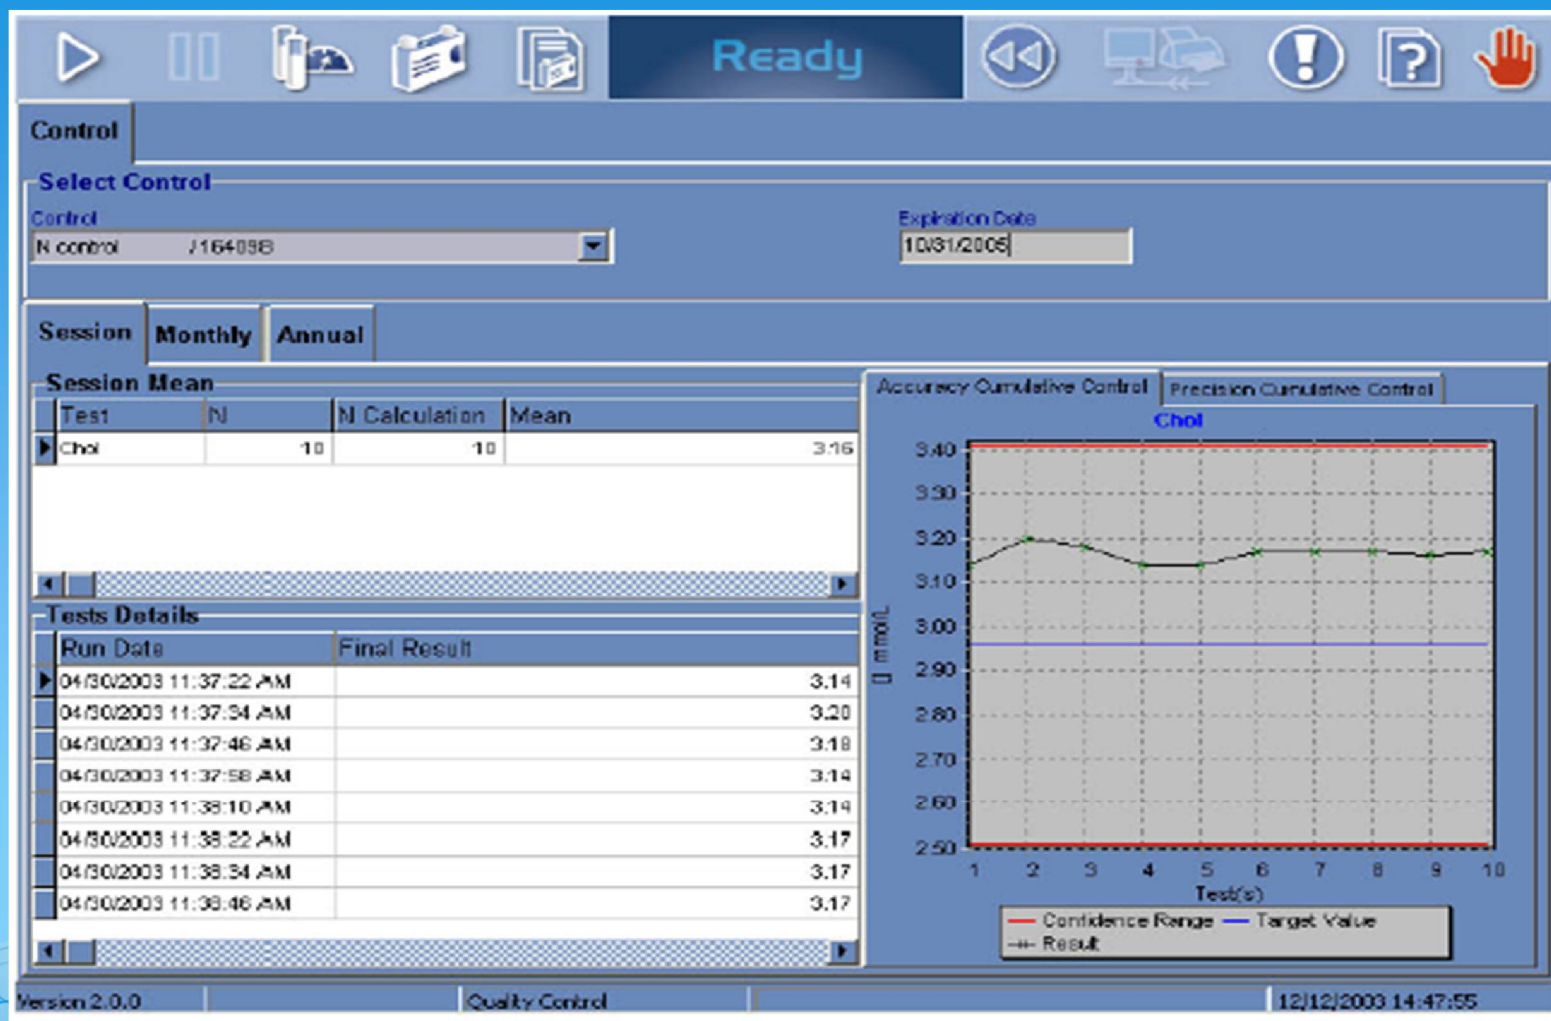 Ready
Control
Select Control
Control
Expiration Date
N control
10/31/2005
Session Monthly Annual
Session Mean
Accuracy Cumulative Control Precision Cumulative Control
Test N N Calculation Mean
Chol 10 10 3.16
Chol
3.40
3.30
3.20
3.10
3.00
2.90
2.80
2.70
2.60
2.50
[] mmol/L
1 2 3 4 5 6 7 8 9 10
Test(s)
Confidence Range Target Value
Result
Tests Details
Run Date Final Result
04/30/2003 11:37:22 AM 3.14
04/30/2003 11:37:34 AM 3.20
04/30/2003 11:37:46 AM 3.18
04/30/2003 11:37:58 AM 3.14
04/30/2003 11:38:10 AM 3.14
04/30/2003 11:38:22 AM 3.17
04/30/2003 11:38:34 AM 3.17
04/30/2003 11:38:46 AM 3.17
Version 2.0.0 Quality Control 12/12/2003 14:47:55